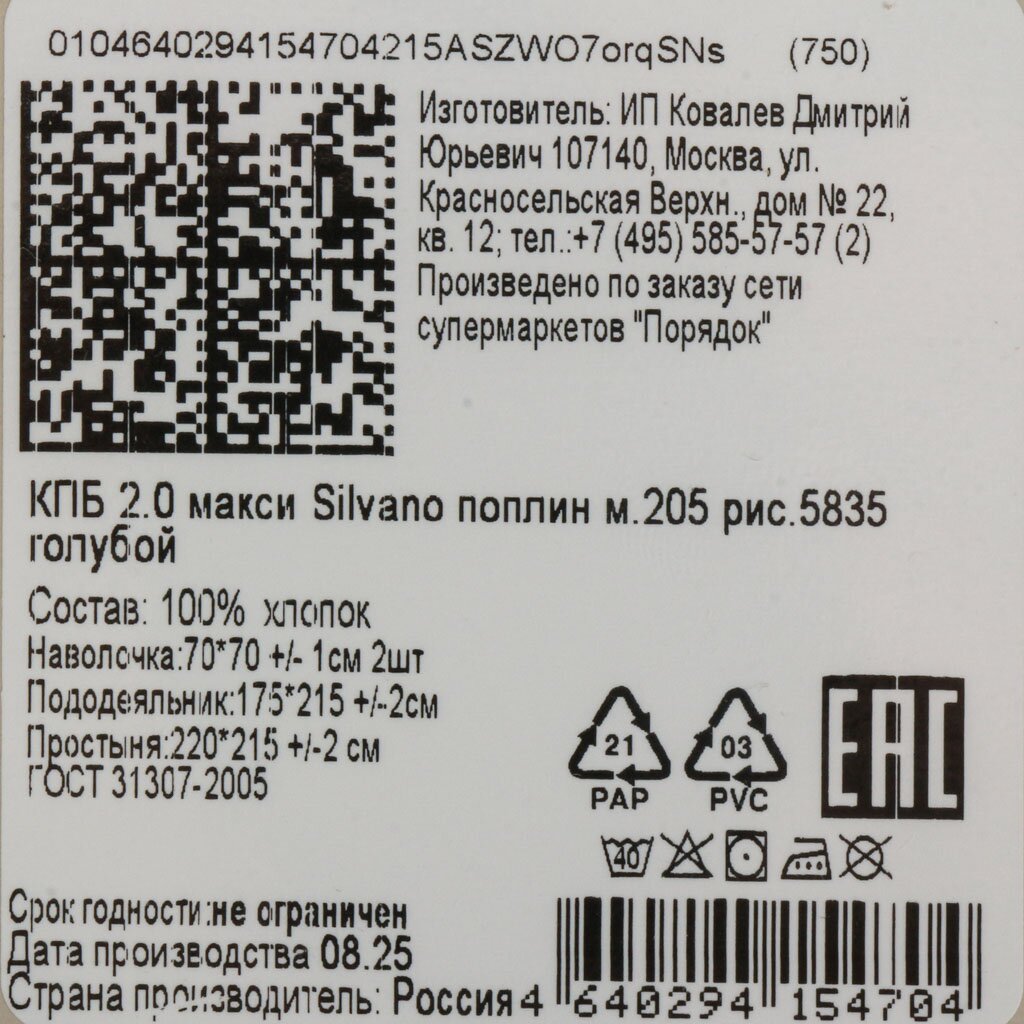 0104640294154704215ASZWO7orqSNs (750)
Изготовитель: ИП Ковалев Дмитрий
Юрьевич 107140, Москва, ул.
Красносельская Верхн., дом № 22,
кв. 12; тел.:+7 (495) 585-57-57 (2)
Произведено по заказу сети
супермаркетов "Порядок"
КПБ 2.0 макси Silvano поплин м.205 рис.5835
голубой
Состав: 100% хлопок
Наволочка:70*70 +/- 1см 2шт
Пододеяльник:175*215 +/-2см
Простыня:220*215 +/-2 см
ГОСТ 31307-2005
21 03
PAP PVC
EAC
40
Срок годности:не ограничен
Дата производства 08.25
Страна производитель: Россия
4 640294 154704